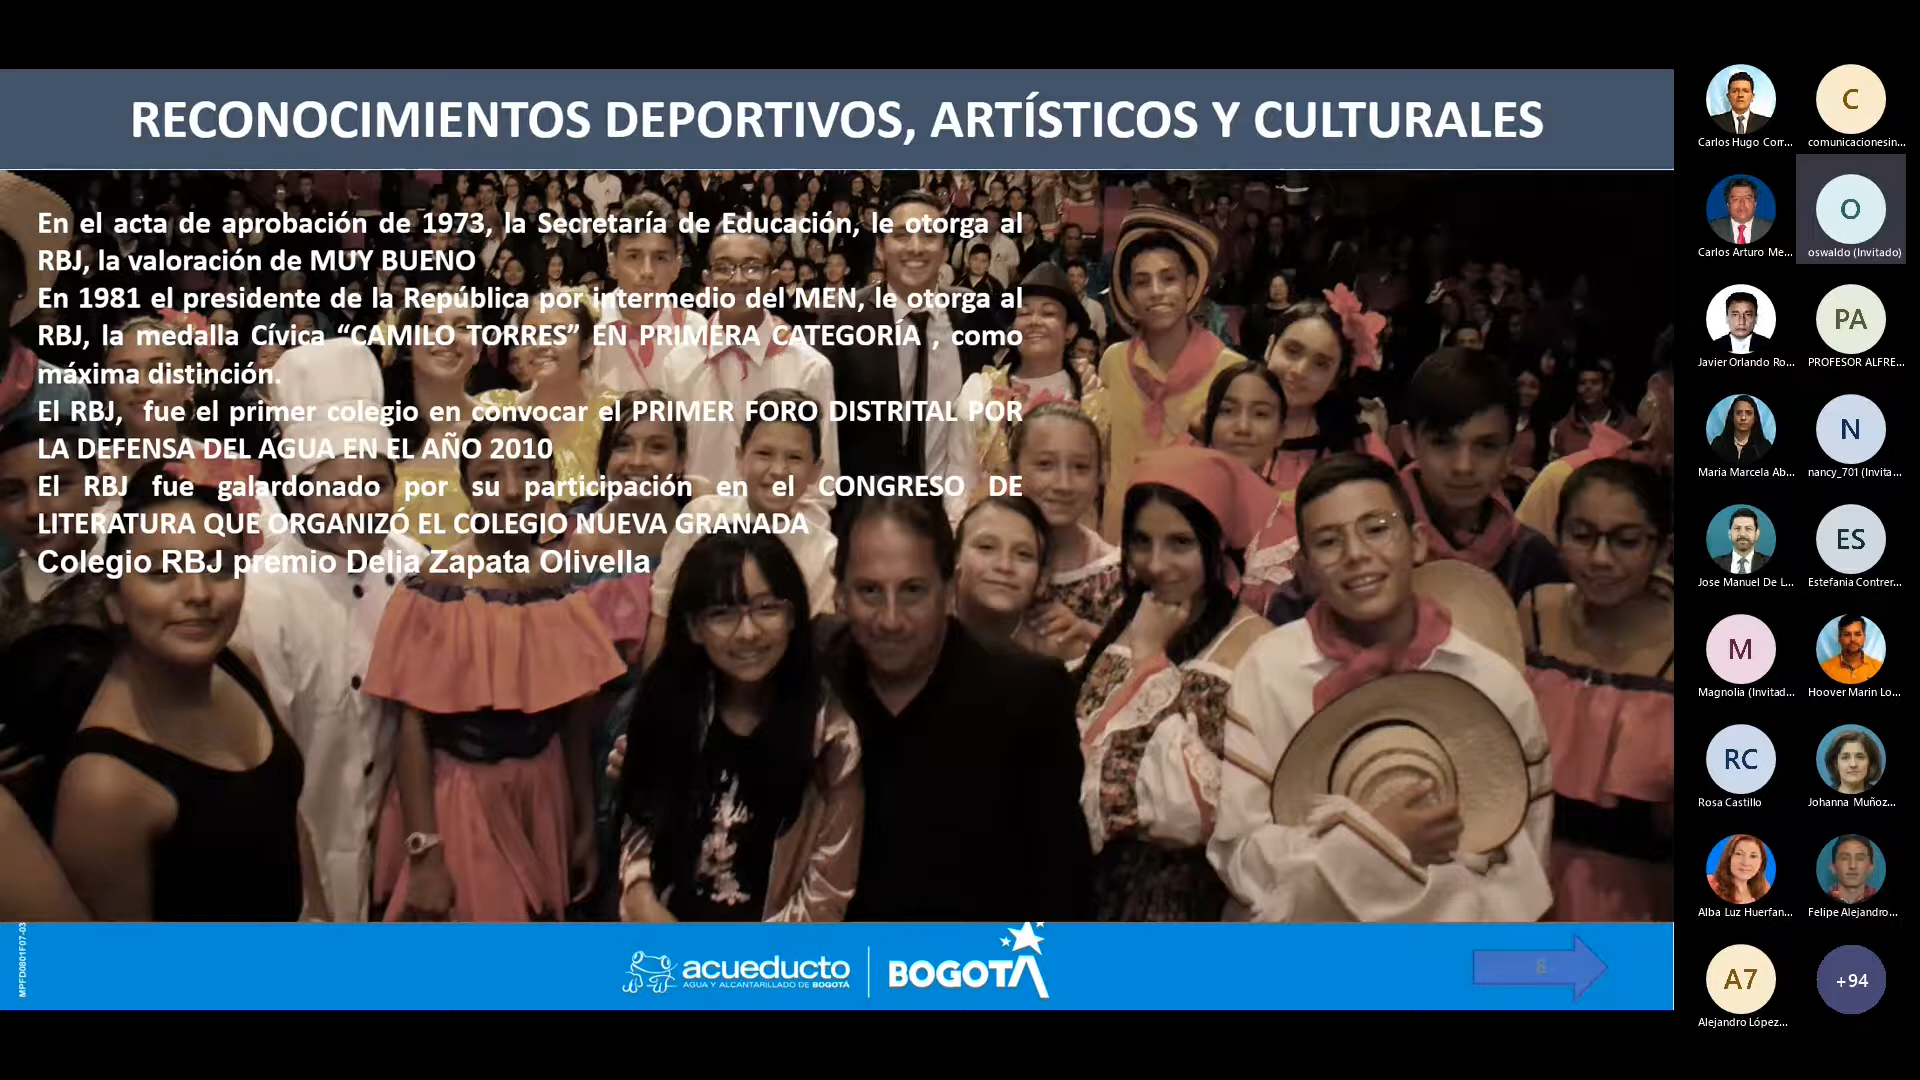 RECONOCIMIENTOS DEPORTIVOS, ARTÍSTICOS Y CULTURALES
En el acta de aprobación de 1973, la Secretaría de Educación, le otorga al
RBJ, la valoración de MUY BUENO
En 1981 el presidente de la República por intermedio del MEN, le otorga al
RBJ, la medalla Cívica “CAMILO TORRES” EN PRIMERA CATEGORÍA , como
máxima distinción.
El RBJ, fue el primer colegio en convocar el PRIMER FORO DISTRITAL POR
LA DEFENSA DEL AGUA EN EL AÑO 2010
El RBJ fue galardonado por su participación en el CONGRESO DE
LITERATURA QUE ORGANIZÓ EL COLEGIO NUEVA GRANADA
Colegio RBJ premio Delia Zapata Olivella
MPFD0801F07-03
acueducto
AGUA Y ALCANTARILLADO DE BOGOTÁ
BOGOTÁ
6
Carlos Hugo Corr...
C
comunicacionesin...
Carlos Arturo Me...
O
oswaldo (Invitado)
Javier Orlando Ro...
PA
PROFESOR ALFRE...
Maria Marcela Ab...
N
nancy_701 (Invita...
Jose Manuel De L...
ES
Estefania Contrer...
M
Magnolia (Invitad...
Hoover Marin Lo...
RC
Rosa Castillo
Johanna Muñoz...
Alba Luz Huerfan...
Felipe Alejandro...
A7
Alejandro López...
+94